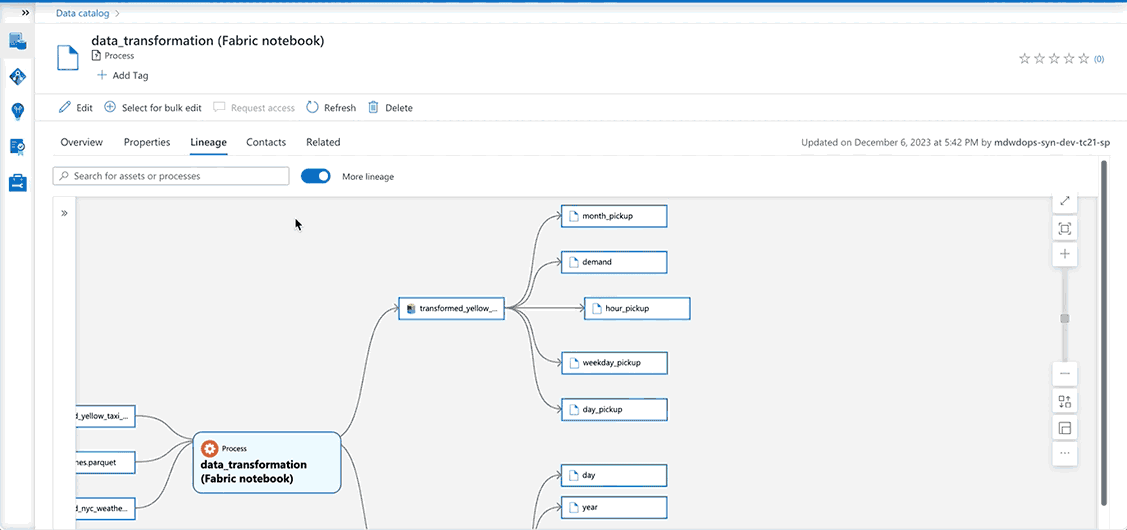 Data catalog
data_transformation (Fabric notebook)
Process
Add Tag
(0)
Edit Select for bulk edit Request access Refresh Delete
Overview Properties Lineage Contacts Related
Updated on December 6, 2023 at 5:42 PM by mdwdops-syn-dev-tc21-sp
Search for assets or processes
More lineage
month_pickup
demand
transformed_yellow_...
hour_pickup
weekday_pickup
day_pickup
d_yellow_taxi_...
Process
data_transformation
(Fabric notebook)
nes.parquet
d_nyc_weathe...
day
year